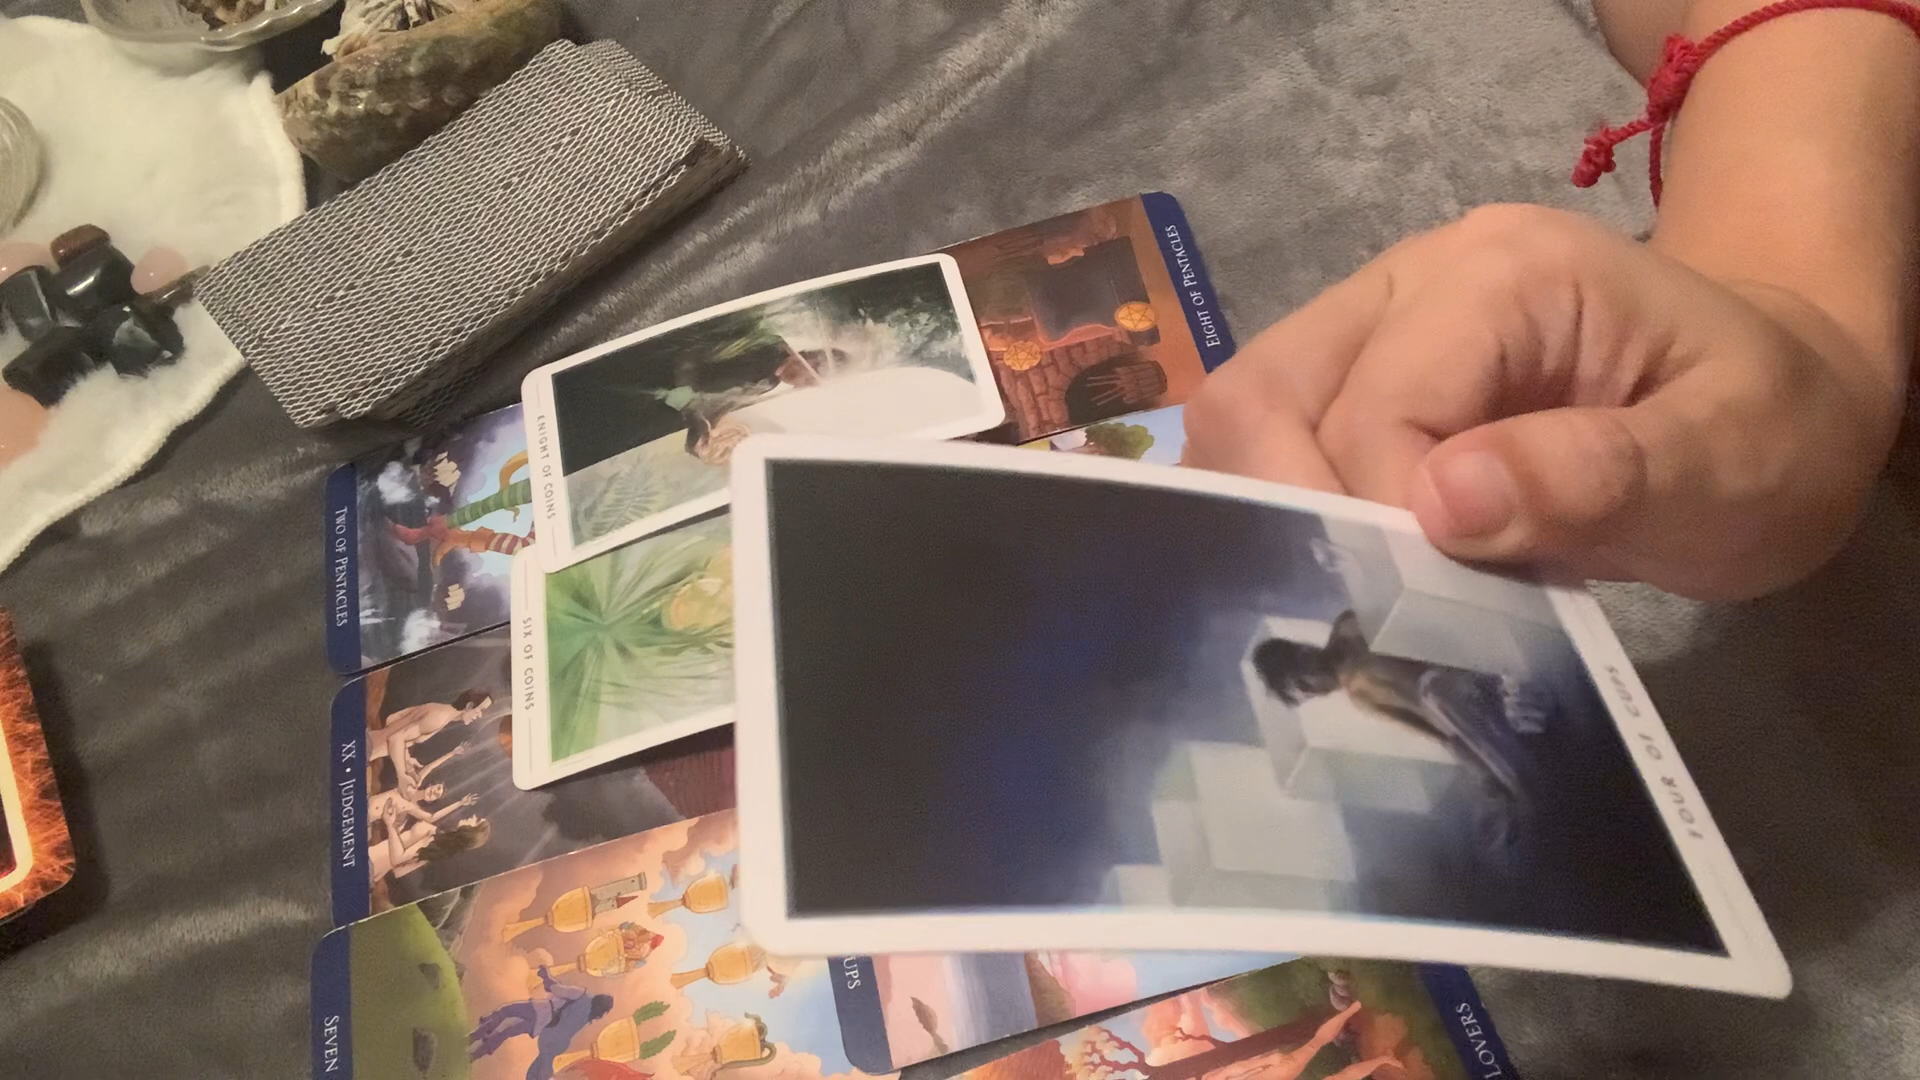 EIGHT OF PENTACLES
KNIGHT OF COINS
TWO OF PENTACLES
SIX OF COINS
FOUR OF CUPS
XX • JUDGEMENT
CUPS
SEVEN
LOVERS